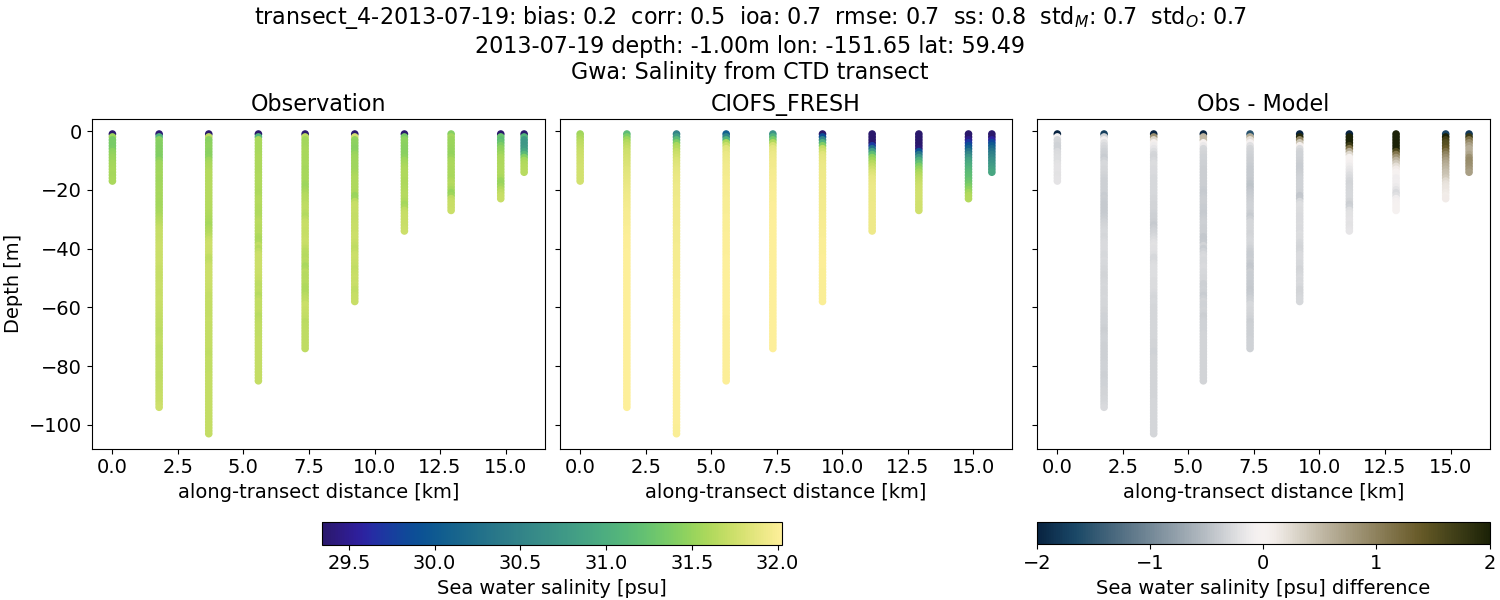 transect_4-2013-07-19: bias: 0.2 corr: 0.5 ioa: 0.7 rmse: 0.7 ss: 0.8 std_M: 0.7 std_O: 0.7
2013-07-19 depth: -1.00m lon: -151.65 lat: 59.49
Gwa: Salinity from CTD transect
Observation
CIOFS_FRESH
Obs - Model
Depth [m]
0
−20
−40
−60
−80
−100
0.0 2.5 5.0 7.5 10.0 12.5 15.0
0.0 2.5 5.0 7.5 10.0 12.5 15.0
0.0 2.5 5.0 7.5 10.0 12.5 15.0
along-transect distance [km]
along-transect distance [km]
along-transect distance [km]
29.5 30.0 30.5 31.0 31.5 32.0
Sea water salinity [psu]
−2 −1 0 1 2
Sea water salinity [psu] difference